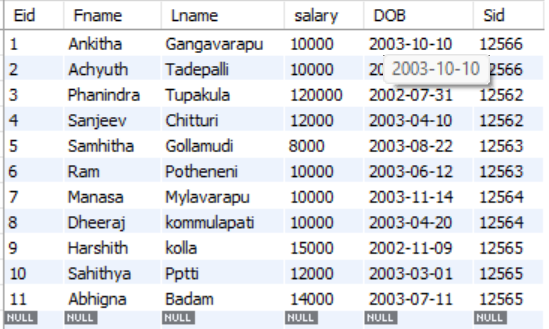 Eid Fname Lname salary DOB Sid
1 Ankitha Gangavarapu 10000 2003-10-10 12566
2 Achyuth Tadepalli 10000 2003-10-10
3 Phanindra Tupakula 120000 2002-07-31 12562
4 Sanjeev Chitturi 12000 2003-04-10 12562
5 Samhitha Gollamudi 8000 2003-08-22 12563
6 Ram Potheneni 10000 2003-06-12 12563
7 Manasa Mylavarapu 10000 2003-11-14 12564
8 Dheeraj kommulapati 10000 2003-04-20 12564
9 Harshith kolla 15000 2002-11-09 12565
10 Sahithya Pptti 12000 2003-03-01 12565
11 Abhigna Badam 14000 2003-07-11 12565
NULL NULL NULL NULL NULL NULL